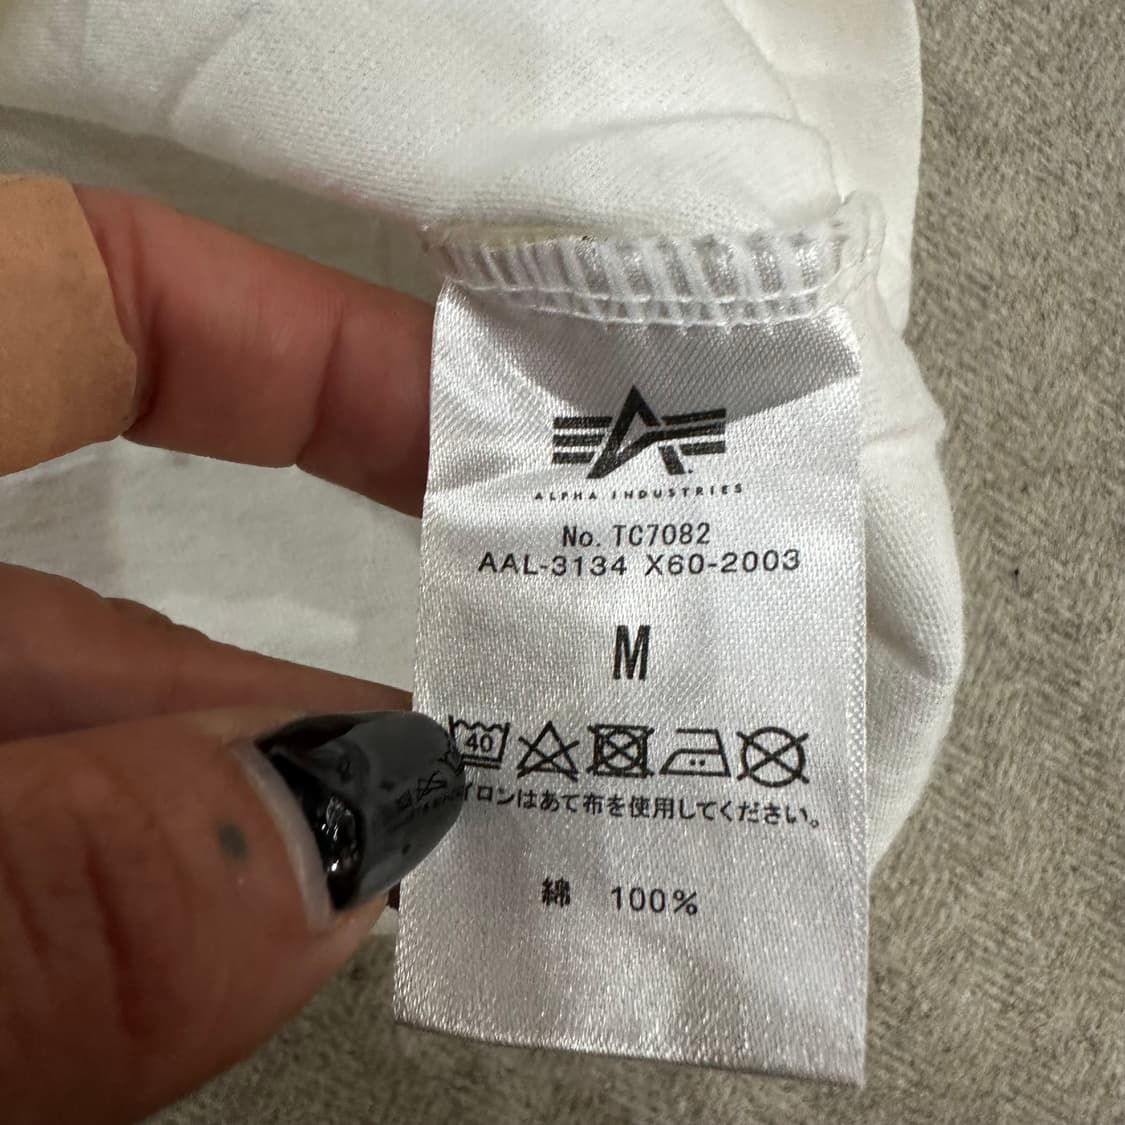 ALPHA INDUSTRIES
No. TC7082
AAL-3134 X60-2003
M
40
イロンはあて布を使用してください。
綿 100%